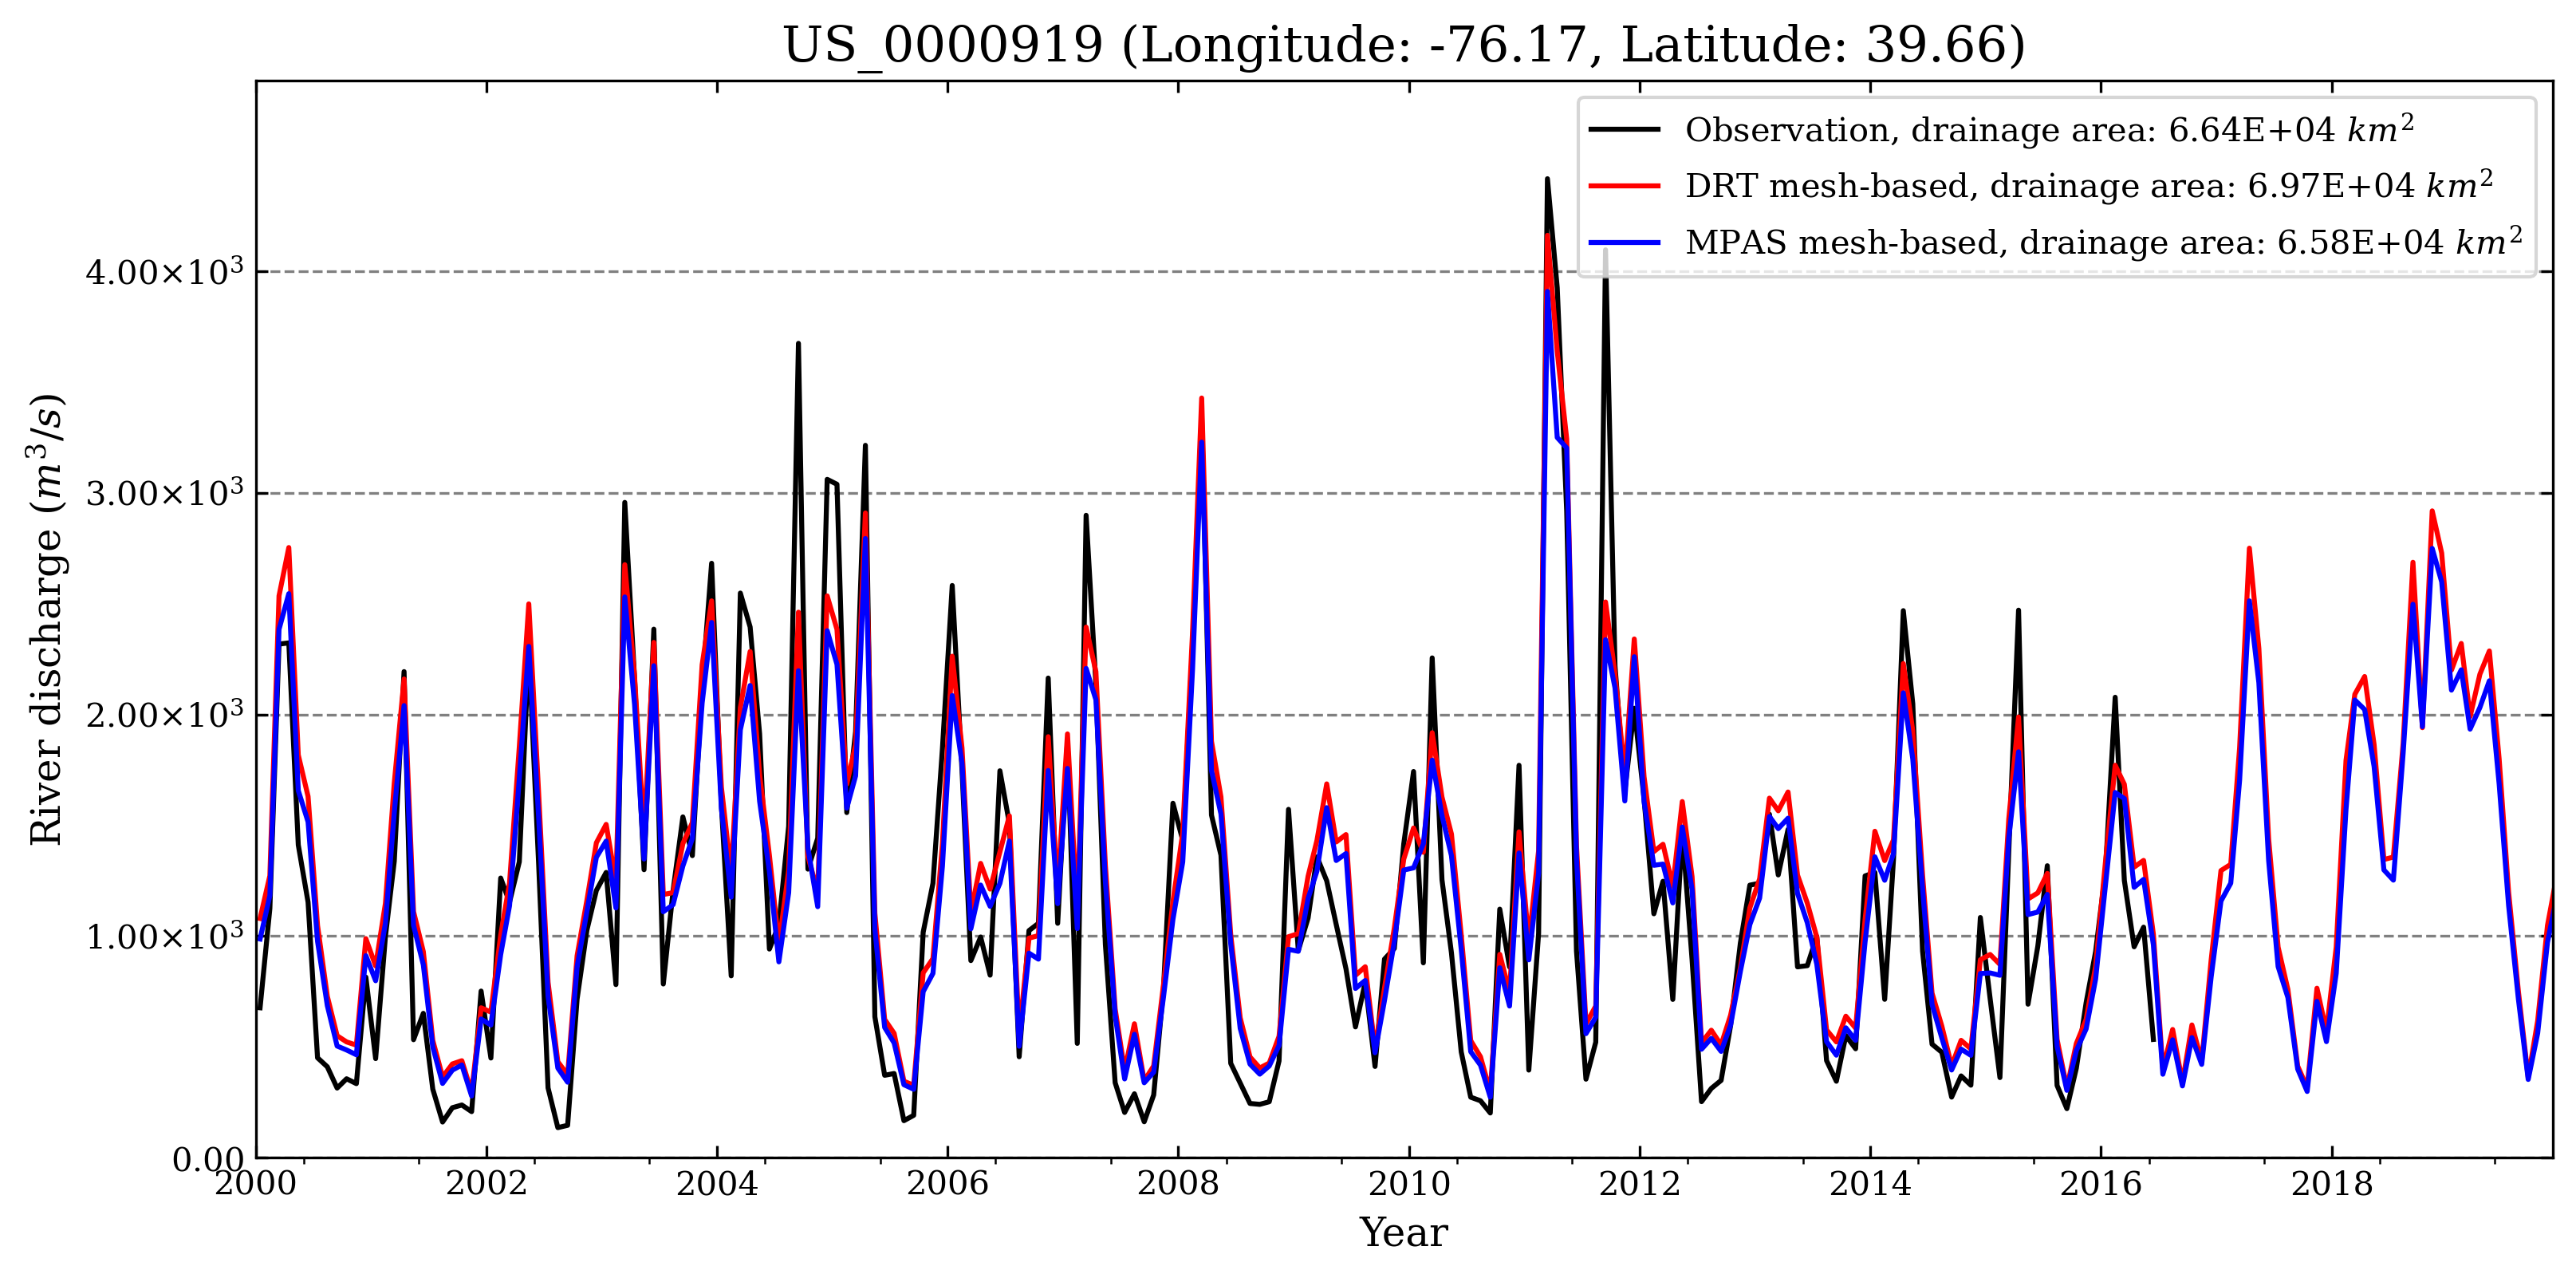 US_0000919 (Longitude: -76.17, Latitude: 39.66)
Observation, drainage area: 6.64E+04 km²
DRT mesh-based, drainage area: 6.97E+04 km²
MPAS mesh-based, drainage area: 6.58E+04 km²
River discharge (m³/s)
4.00×10³
3.00×10³
2.00×10³
1.00×10³
0.00
2000 2002 2004 2006 2008 2010 2012 2014 2016 2018
Year